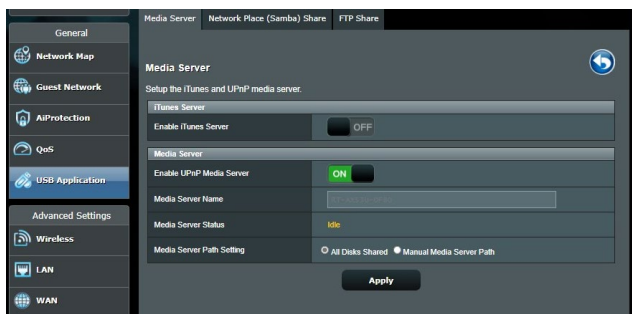 Media Server Network Place (Samba) Share FTP Share
General
Network Map
Guest Network
AiProtection
QoS
USB Application
Advanced Settings
Wireless
LAN
WAN
Media Server
Setup the iTunes and UPnP media server.
iTunes Server
Enable iTunes Server OFF
Media Server
Enable UPnP Media Server ON
Media Server Name
Media Server Status Idle
Media Server Path Setting All Disks Shared Manual Media Server Path
Apply